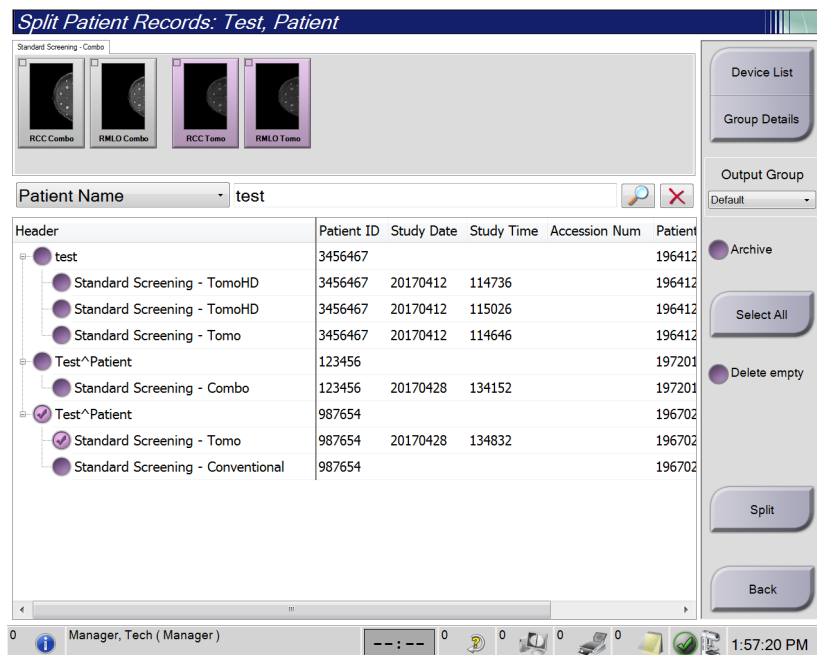 Split Patient Records: Test, Patient
Standard Screening - Combo
RCC Combo RMLO Combo RCC Tomo RMLO Tomo
Device List
Group Details
Output Group
Default
Patient Name test
Header Patient ID Study Date Study Time Accession Num Patient
test 3456467 196412
Standard Screening - TomoHD 3456467 20170412 114736 196412
Standard Screening - TomoHD 3456467 20170412 115026 196412
Standard Screening - Tomo 3456467 20170412 114646 196412
Test^Patient 123456 197201
Standard Screening - Combo 123456 20170428 134152 197201
Test^Patient 987654 196702
Standard Screening - Tomo 987654 20170428 134832 196702
Standard Screening - Conventional 987654 196702
Archive
Select All
Delete empty
Split
Back
0 Manager, Tech ( Manager ) --:-- 0 0 0 0 1:57:20 PM